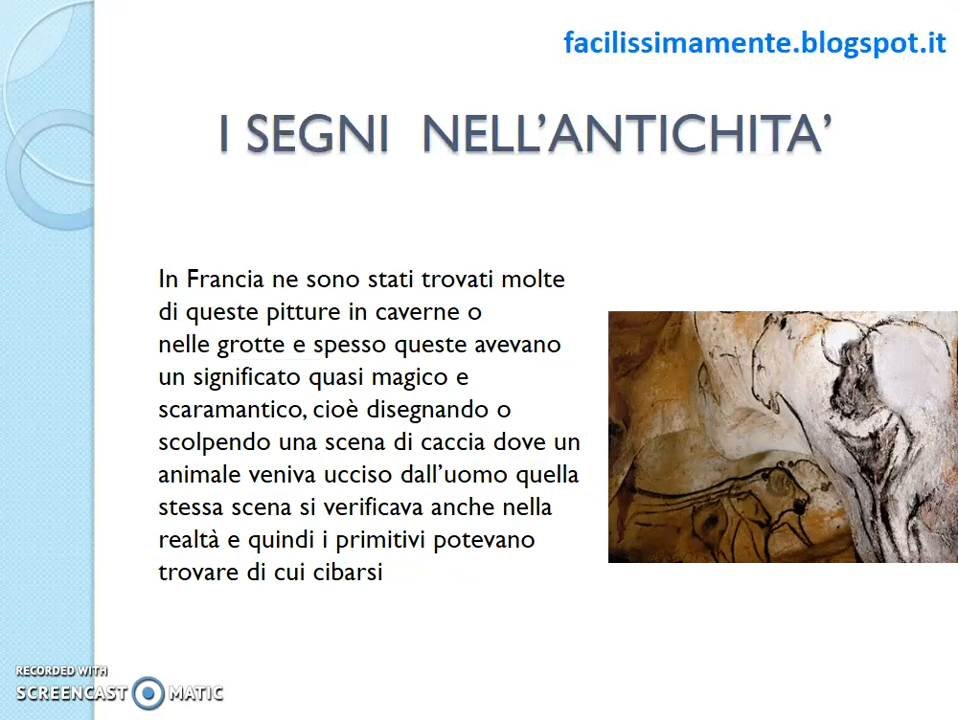 facilissimamente.blogspot.it
I SEGNI NELL’ANTICHITA’
In Francia ne sono stati trovati molte
di queste pitture in caverne o
nelle grotte e spesso queste avevano
un significato quasi magico e
scaramantico, cioè disegnando o
scolpendo una scena di caccia dove un
animale veniva ucciso dall’uomo quella
stessa scena si verificava anche nella
realtà e quindi i primitivi potevano
trovare di cui cibarsi
RECORDED WITH
SCREENCAST MATIC